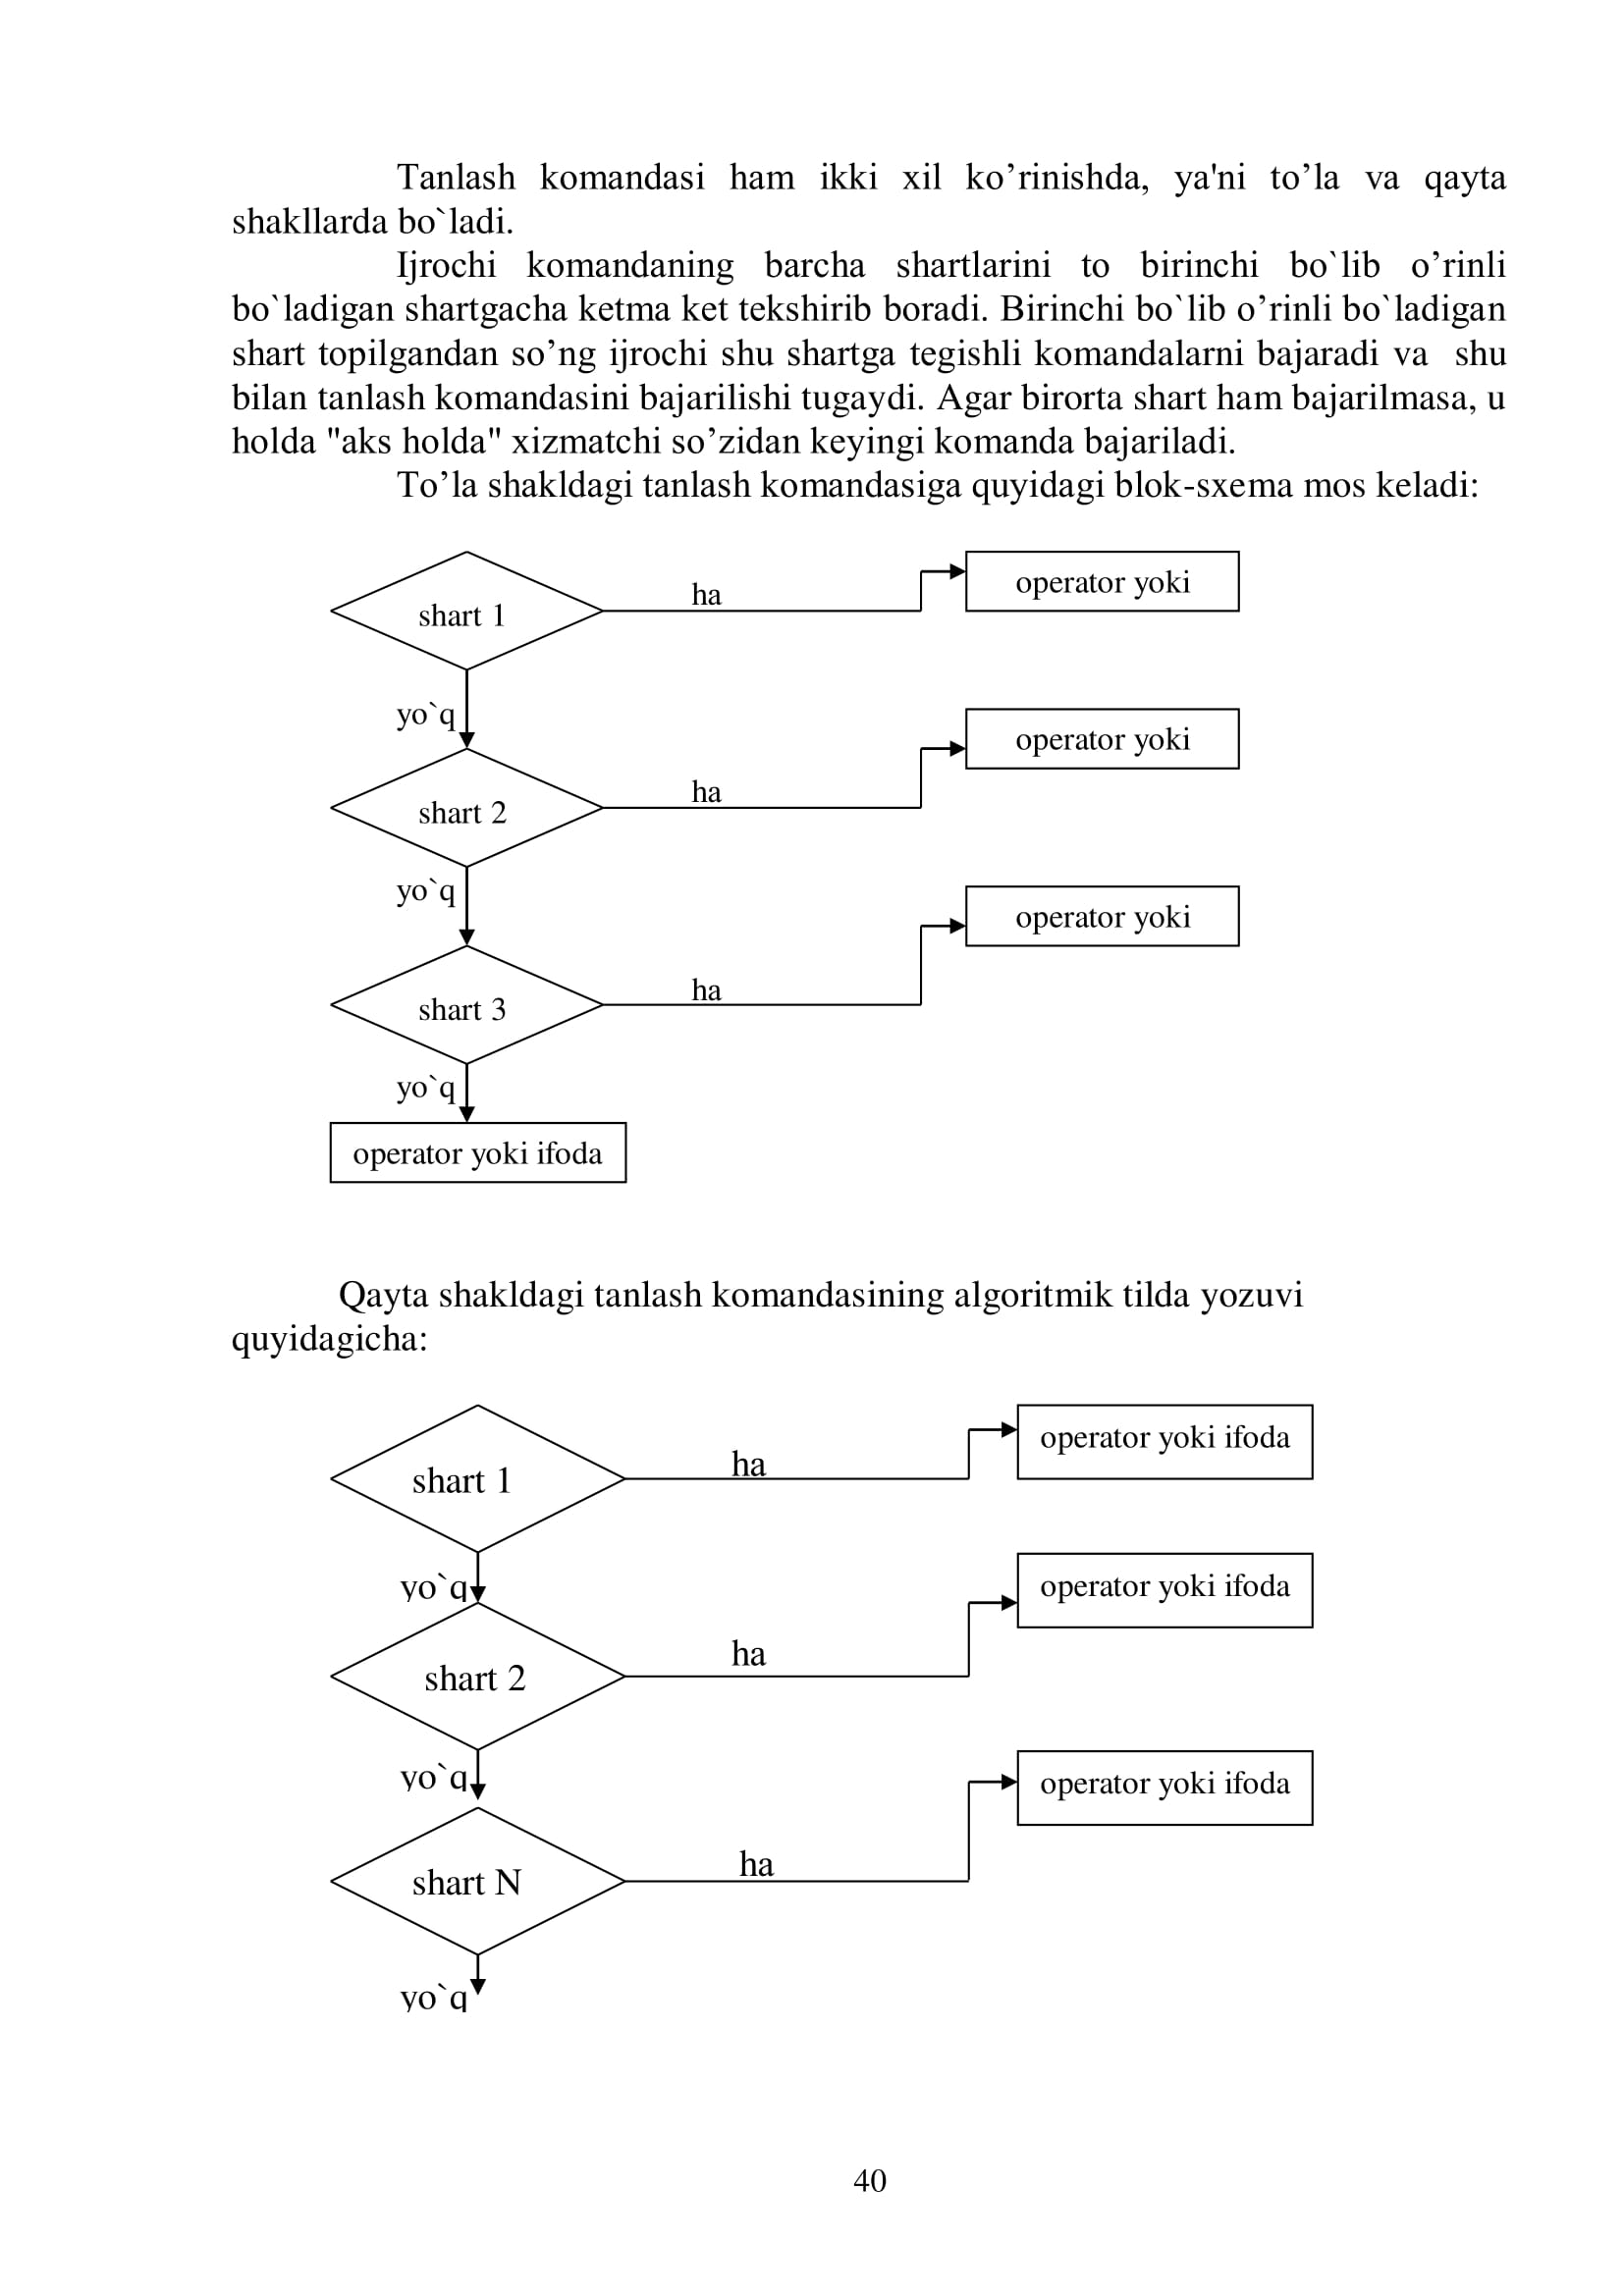 Tanlash komandasi ham ikki xil ko’rinishda, ya'ni to’la va qayta
shakllarda bo`ladi.
Ijrochi komandaning barcha shartlarini to birinchi bo`lib o’rinli
bo`ladigan shartgacha ketma ket tekshirib boradi. Birinchi bo`lib o’rinli bo`ladigan
shart topilgandan so’ng ijrochi shu shartga tegishli komandalarni bajaradi va shu
bilan tanlash komandasini bajarilishi tugaydi. Agar birorta shart ham bajarilmasa, u
holda "aks holda" xizmatchi so’zidan keyingi komanda bajariladi.
To’la shakldagi tanlash komandasiga quyidagi blok-sxema mos keladi:
shart 1
ha
operator yoki
yo`q
shart 2
ha
operator yoki
yo`q
shart 3
ha
operator yoki
yo`q
operator yoki ifoda
Qayta shakldagi tanlash komandasining algoritmik tilda yozuvi
quyidagicha:
shart 1
ha
operator yoki ifoda
yo`q
shart 2
ha
operator yoki ifoda
yo`q
shart N
ha
operator yoki ifoda
yo`q
40